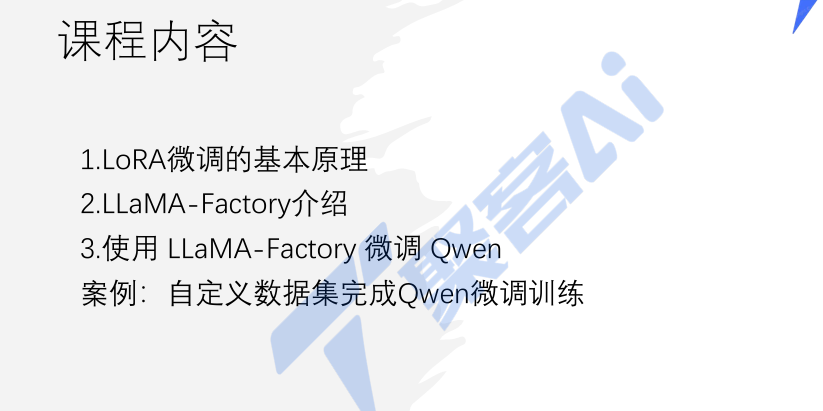 课程内容
1.LoRA微调的基本原理
2.LLaMA-Factory介绍
3.使用 LLaMA-Factory 微调 Qwen
案例：自定义数据集完成Qwen微调训练
聚客Ai